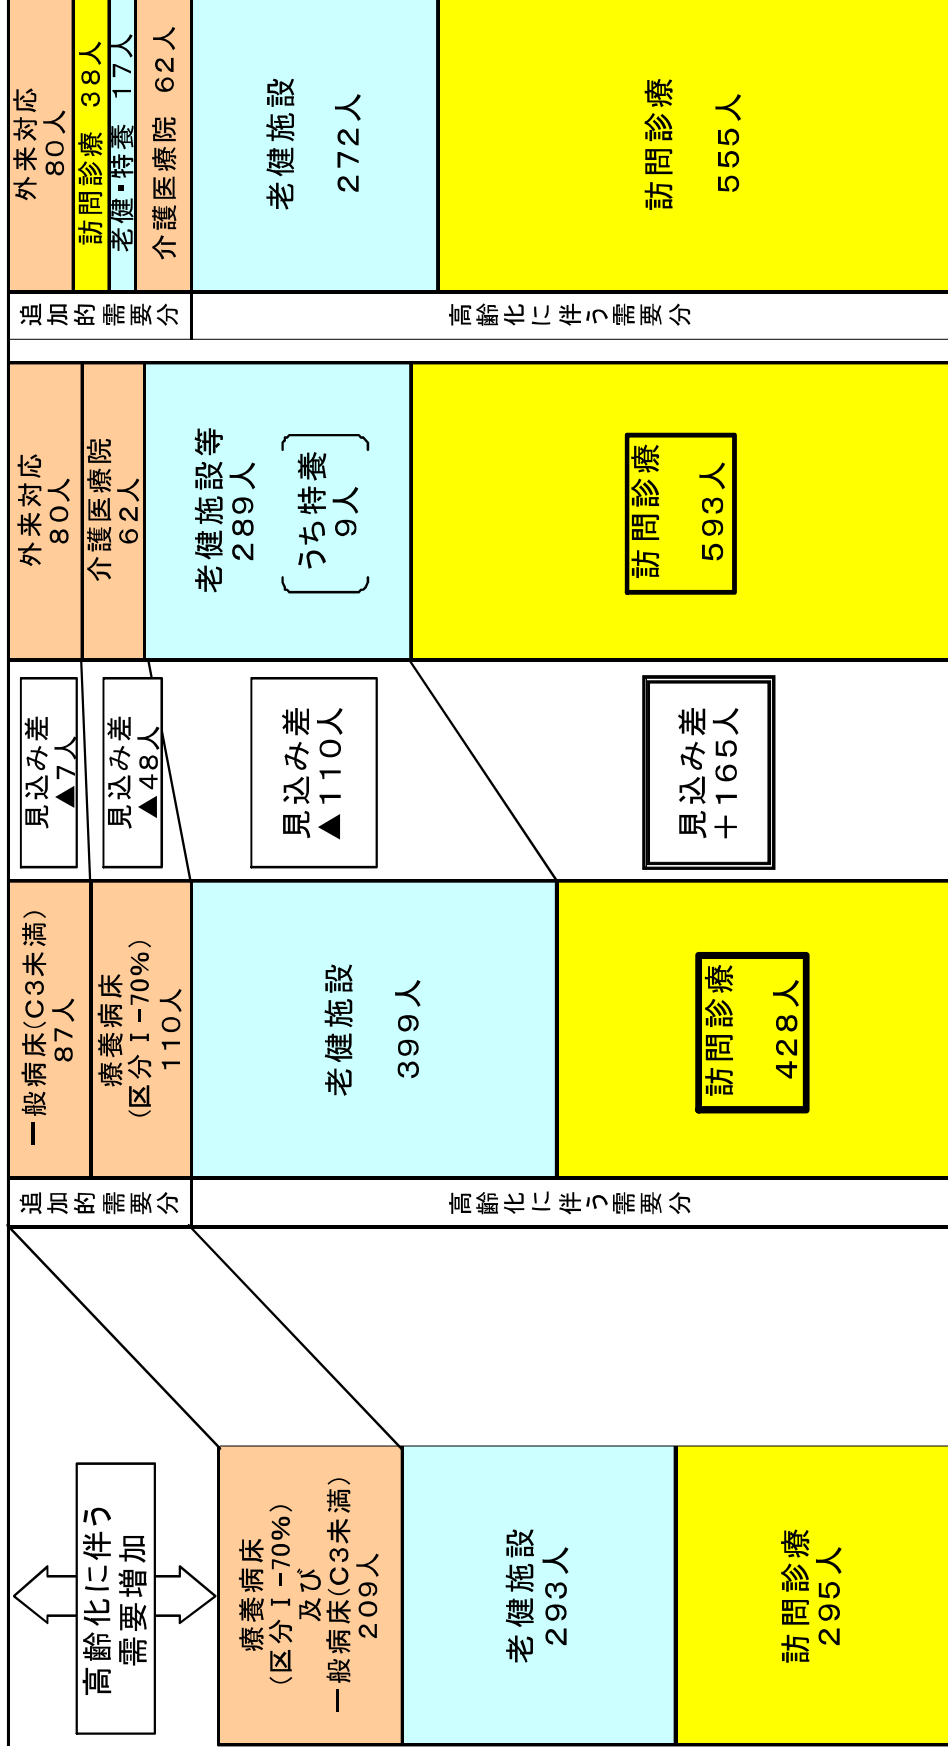 高齢化に伴う
需要増加
療養病床
(区分Ⅰ-70%)
及び
一般病床(C3未満)
209人
老健施設
293人
訪問診療
295人
追加的需要分
高齢化に伴う需要分
一般病床(C3未満)
87人
療養病床
(区分Ⅰ-70%)
110人
老健施設
399人
訪問診療
428人
見込み差
▲7人
見込み差
▲48人
見込み差
▲110人
見込み差
＋165人
外来対応
80人
介護医療院
62人
老健施設等
289人
うち特養
9人
訪問診療
593人
追加的需要分
高齢化に伴う需要分
外来対応
80人
訪問診療 38人
老健・特養 17人
介護医療院 62人
老健施設
272人
訪問診療
555人